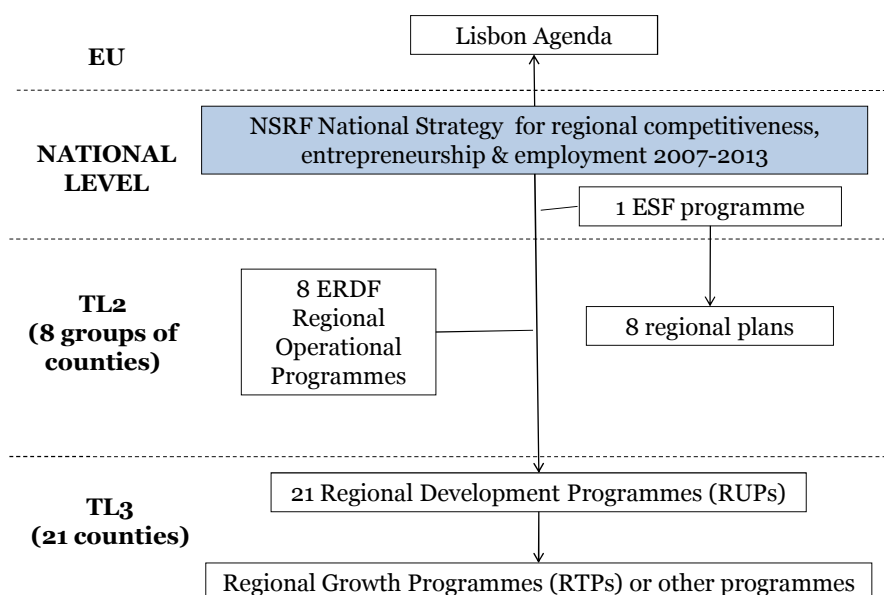 EU
Lisbon Agenda
NATIONAL
LEVEL
NSRF National Strategy for regional competitiveness,
entrepreneurship & employment 2007-2013
1 ESF programme
TL2
(8 groups of
counties)
8 ERDF
Regional
Operational
Programmes
8 regional plans
TL3
(21 counties)
21 Regional Development Programmes (RUPs)
Regional Growth Programmes (RTPs) or other programmes